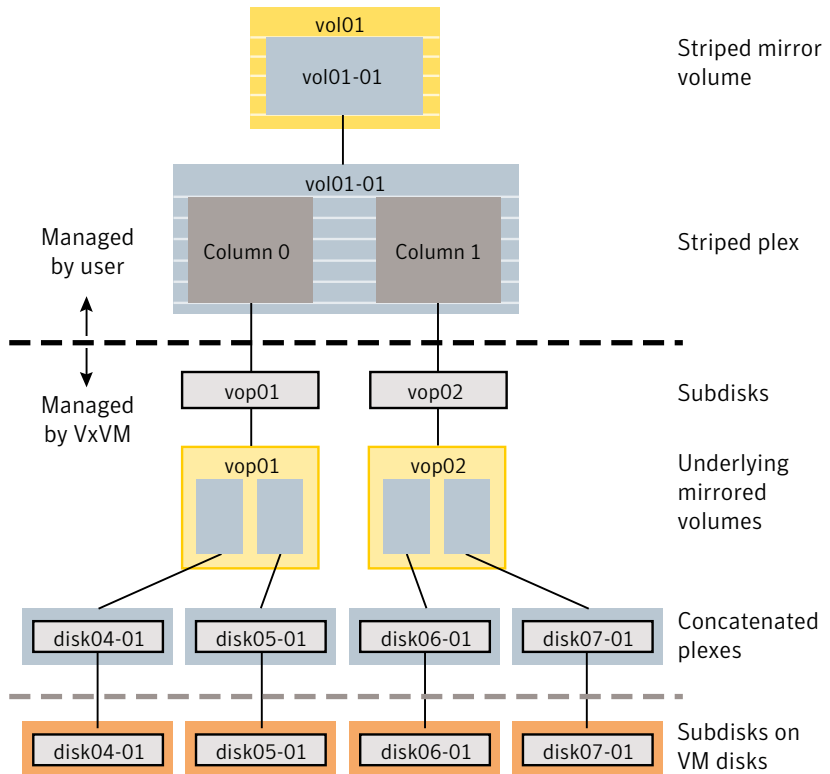 vol01
vol01-01
Striped mirror
volume
vol01-01
Column 0
Column 1
Striped plex
Managed
by user
Managed
by VxVM
vop01
vop02
Subdisks
vop01
vop02
Underlying
mirrored
volumes
disk04-01
disk05-01
disk06-01
disk07-01
Concatenated
plexes
disk04-01
disk05-01
disk06-01
disk07-01
Subdisks on
VM disks